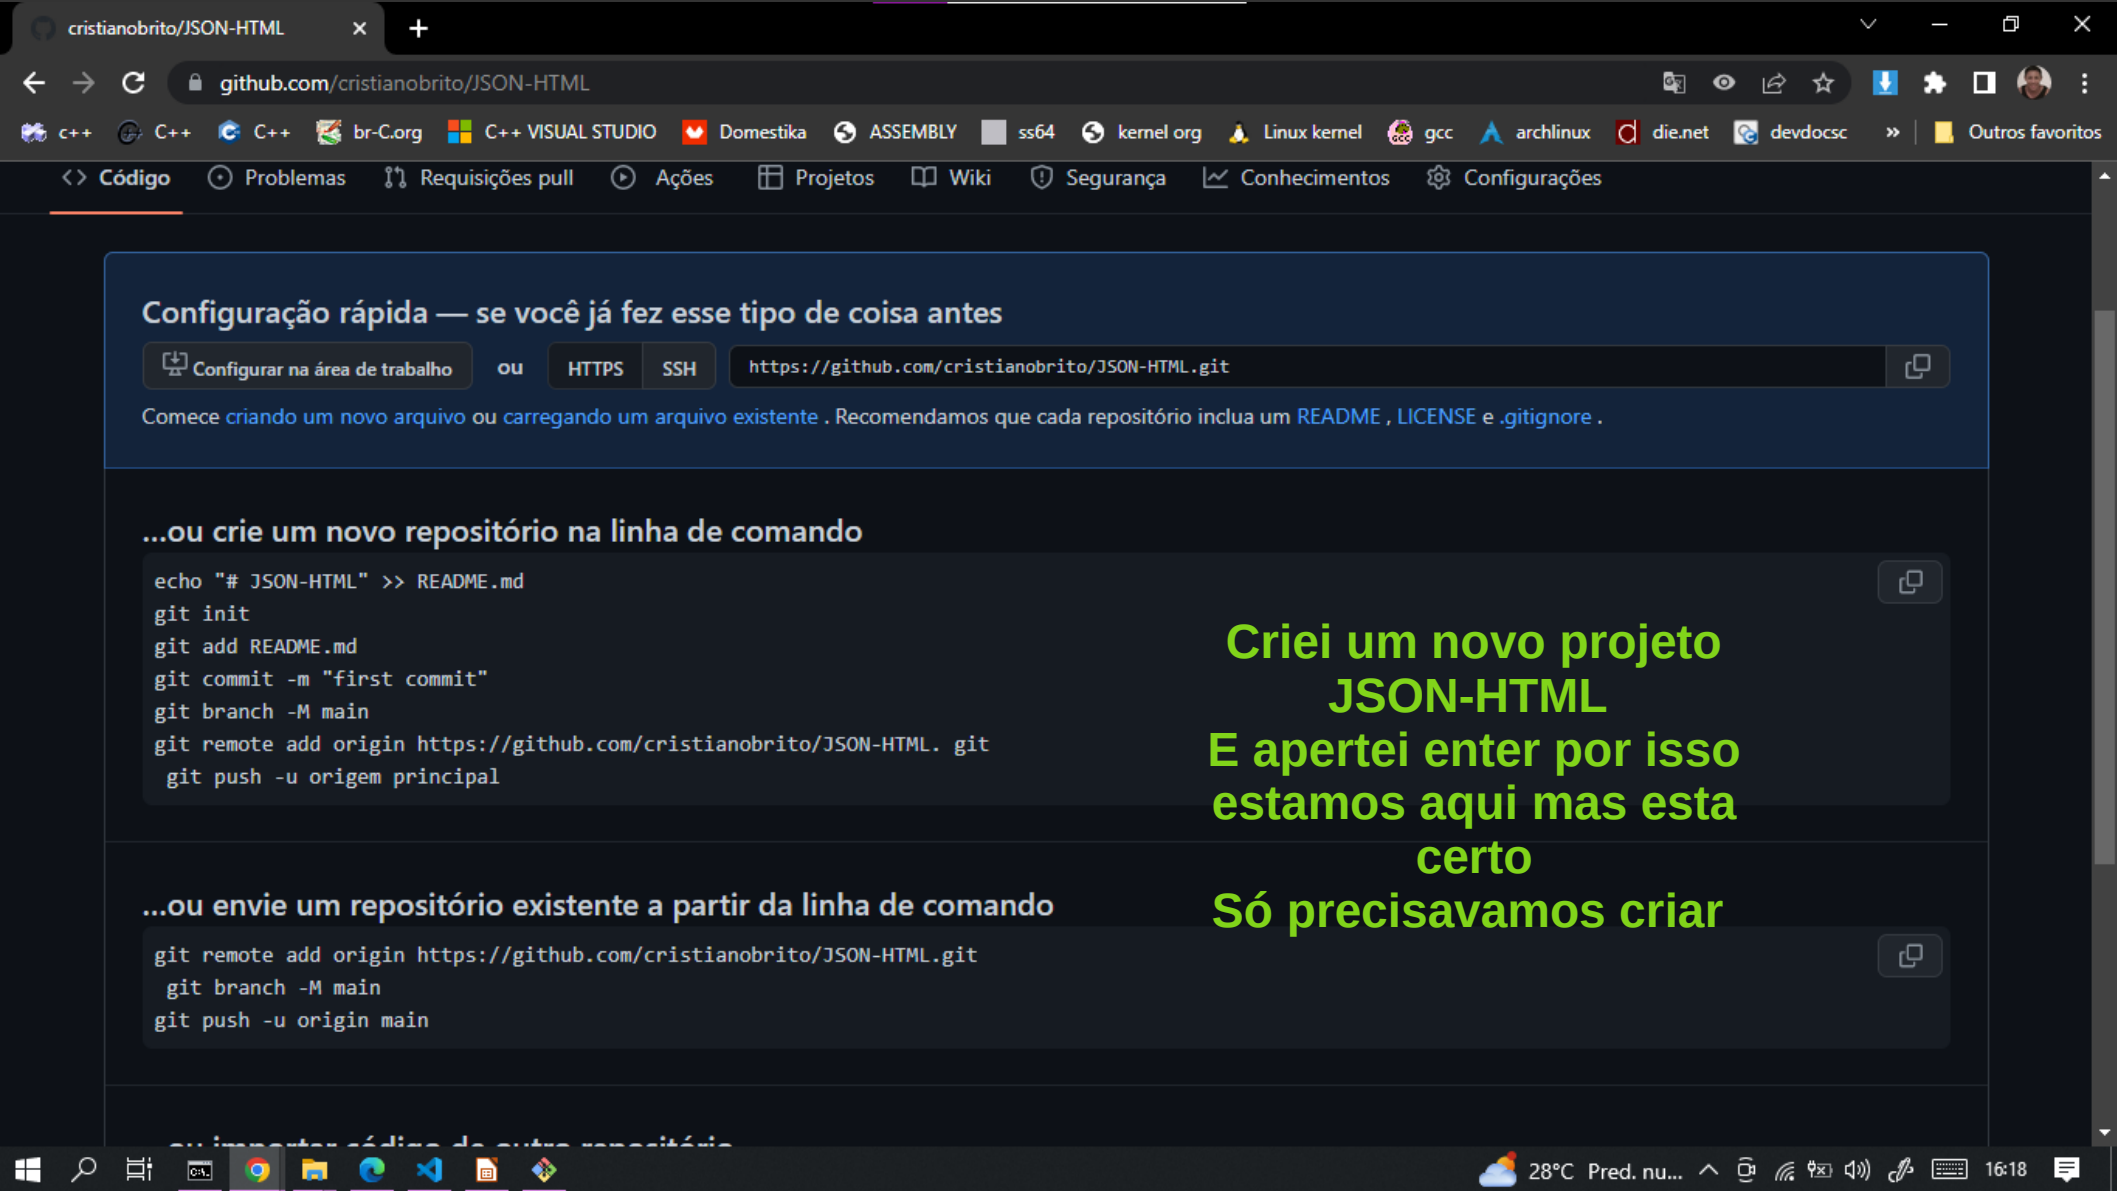 cristianobrito/JSON-HTML
github.com/cristianobrito/JSON-HTML
c++ C++ C++ br-C.org C++ VISUAL STUDIO Domestika ASSEMBLY ss64 kernel org Linux kernel gcc archlinux die.net devdocsc » Outros favoritos
Código Problemas Requisições pull Ações Projetos Wiki Segurança Conhecimentos Configurações
Configuração rápida — se você já fez esse tipo de coisa antes
Configurar na área de trabalho ou HTTPS SSH https://github.com/cristianobrito/JSON-HTML.git
Comece criando um novo arquivo ou carregando um arquivo existente . Recomendamos que cada repositório inclua um README , LICENSE e .gitignore .
...ou crie um novo repositório na linha de comando
echo "# JSON-HTML" >> README.md
git init
git add README.md
git commit -m "first commit"
git branch -M main
git remote add origin https://github.com/cristianobrito/JSON-HTML. git
git push -u origem principal
Criei um novo projeto
JSON-HTML
E apertei enter por isso
estamos aqui mas esta
certo
Só precisavamos criar
...ou envie um repositório existente a partir da linha de comando
git remote add origin https://github.com/cristianobrito/JSON-HTML.git
git branch -M main
git push -u origin main
...ou importar código de outro repositório
28°C Pred. nu... 16:18